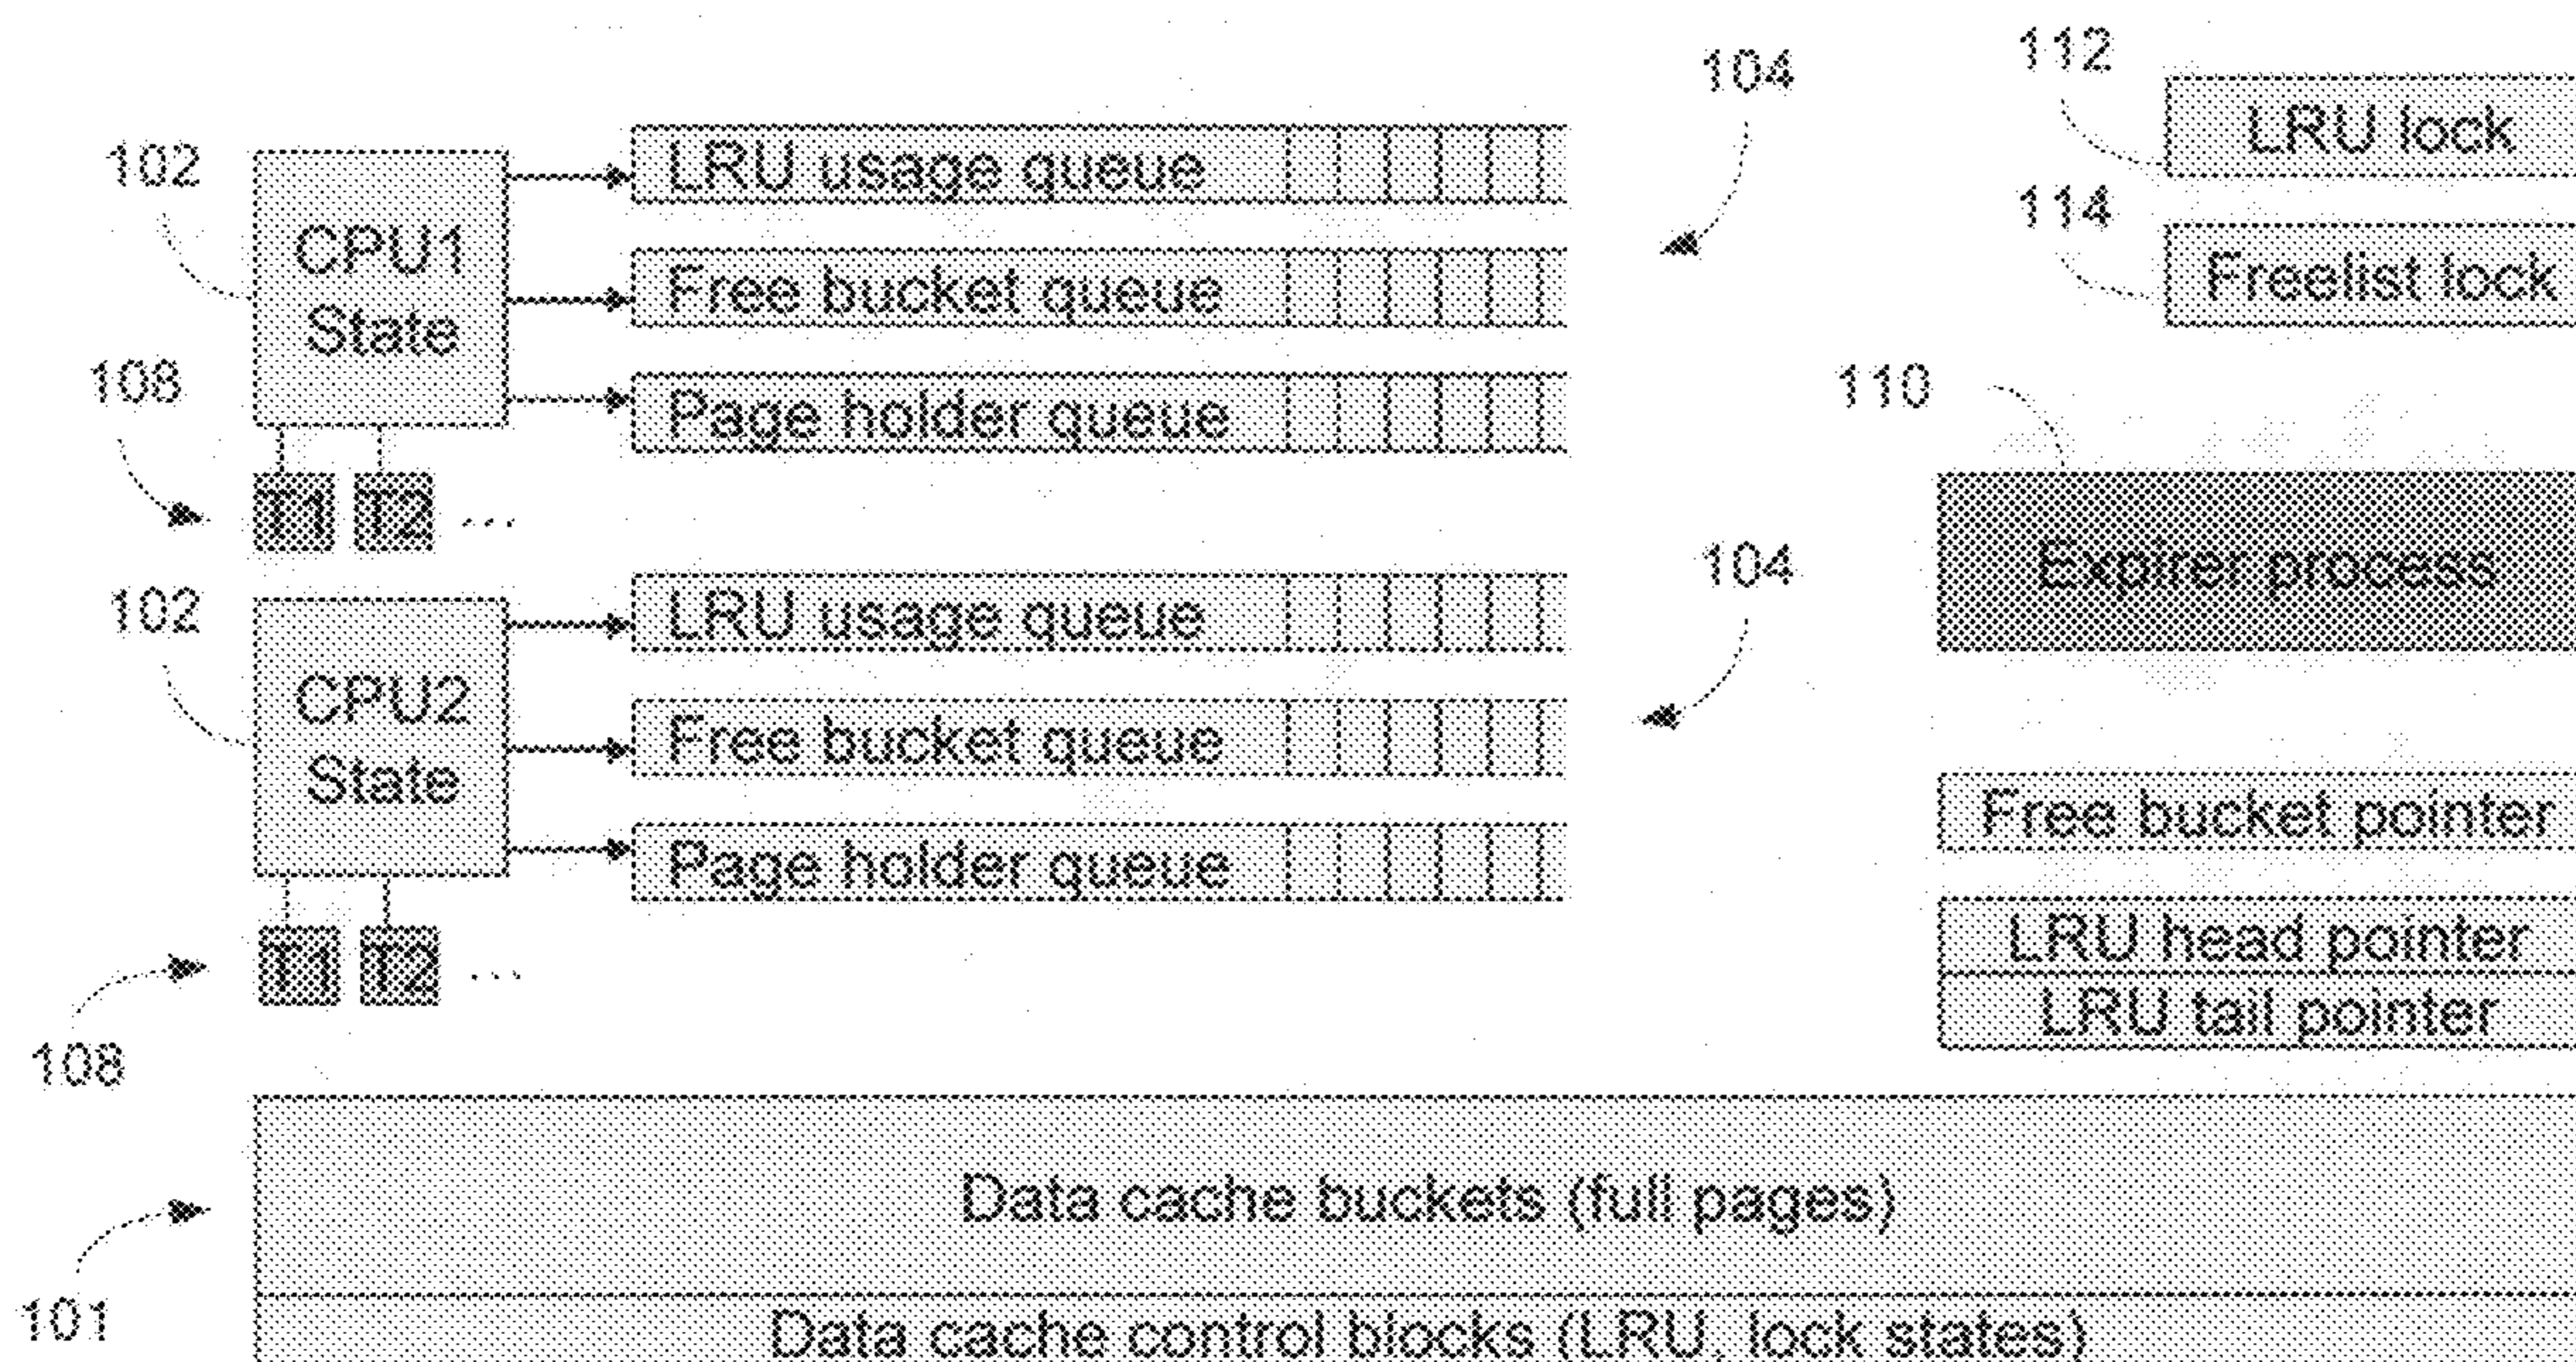 104
112
LRU lock
102
LRU usage queue
CPU1
State
114
Free bucket queue
Freelist lock
108
Page holder queue
110
T1 T2 ...
104
Expirer process
102
LRU usage queue
CPU2
State
Free bucket queue
Free bucket pointer
Page holder queue
LRU head pointer
T1 T2 ...
LRU tail pointer
108
Data cache buckets (full pages)
101
Data cache control blocks (LRU, lock states)